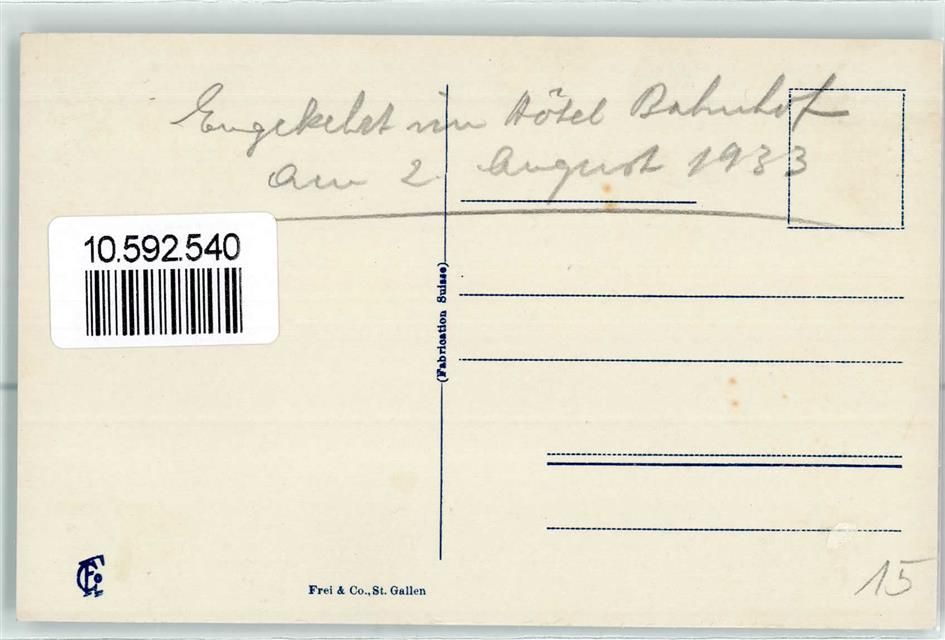 Eingekehrt im Hôtel Bahnhof
am 2. August 1933
10.592.540
(Fabrication Suisse)
Frei & Co., St. Gallen
15